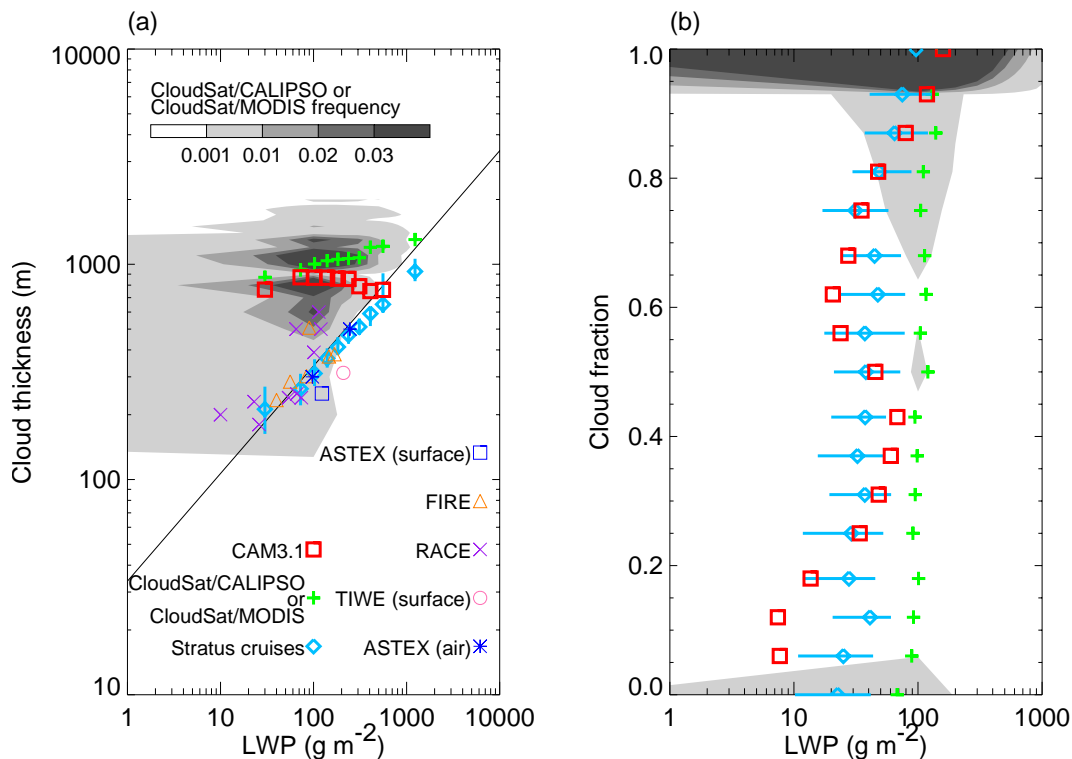 (a)
10000
1000
100
10
Cloud thickness (m)
CloudSat/CALIPSO or
CloudSat/MODIS frequency
0.001 0.01 0.02 0.03
ASTEX (surface)
FIRE
CAM3.1 RACE
CloudSat/CALIPSO
or TIWE (surface)
CloudSat/MODIS
Stratus cruises ASTEX (air)
1 10 100 1000 10000
LWP (g m-2)
(b)
1.0
0.8
0.6
0.4
0.2
0.0
Cloud fraction
1 10 100 1000
LWP (g m-2)